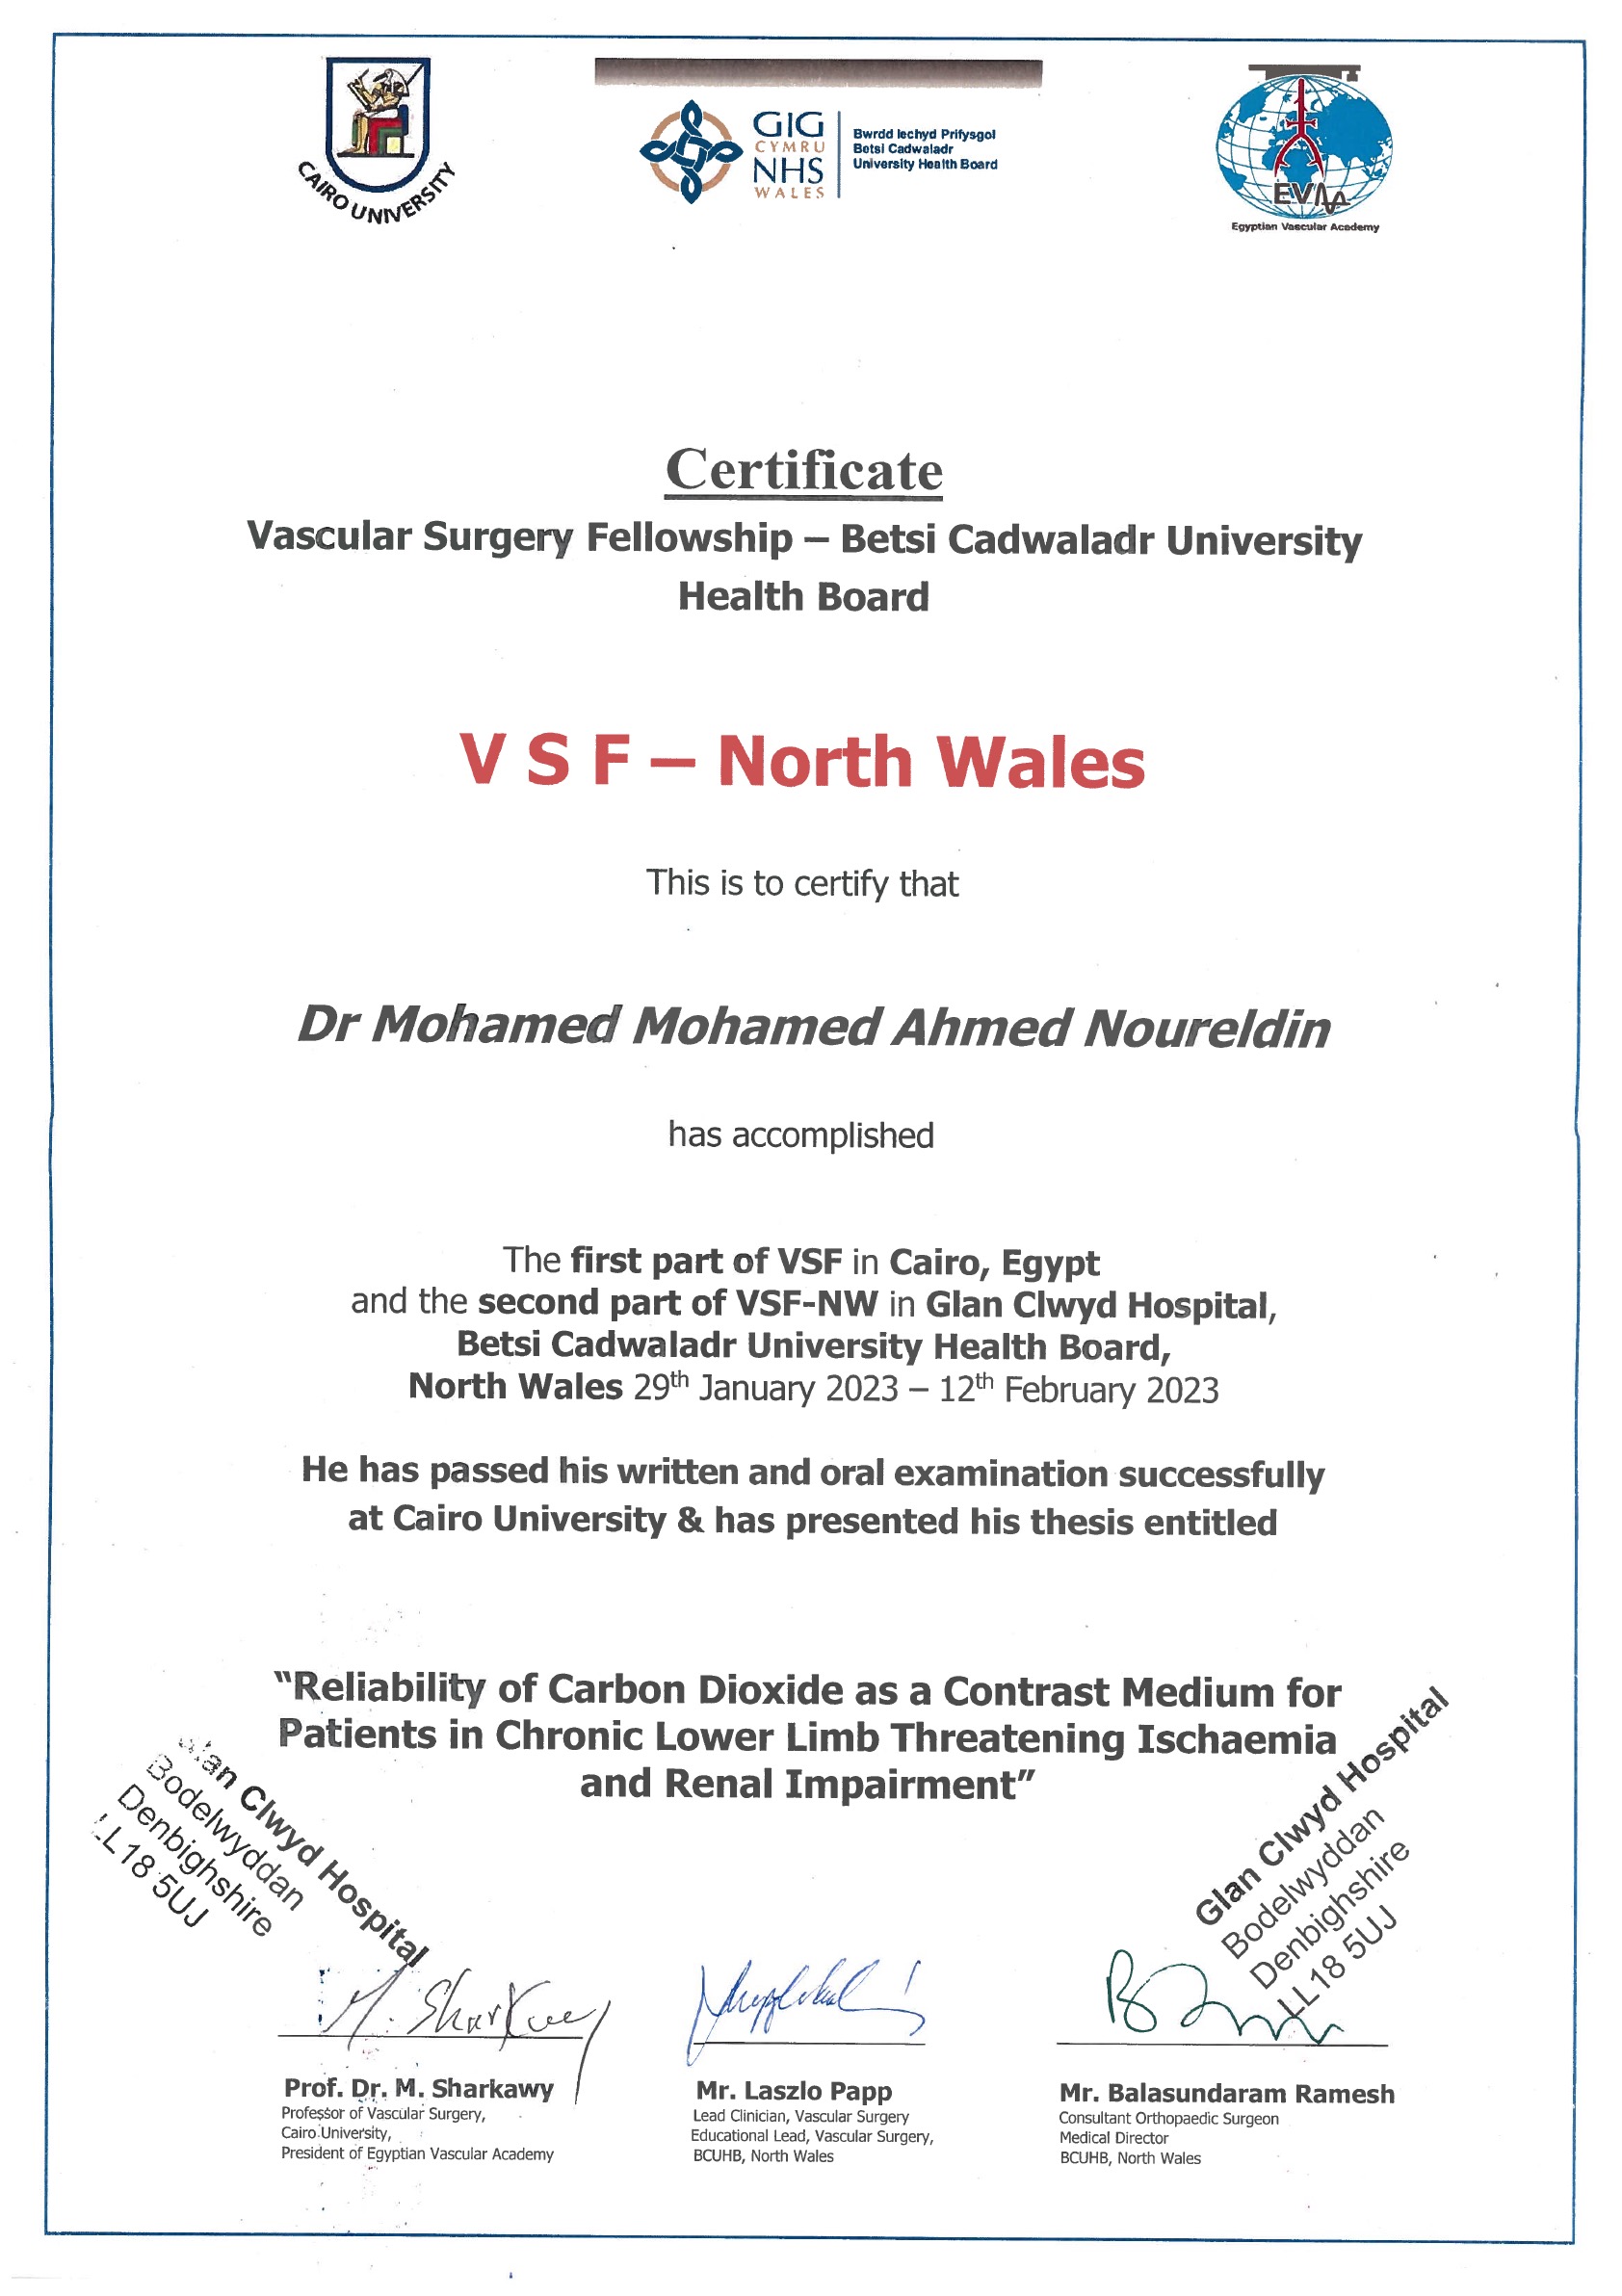 CAIRO UNIVERSITY
GIG
CYMRU
NHS
WALES
Bwrdd Iechyd Prifysgol
Betsi Cadwaladr
University Health Board
EVA
Egyptian Vascular Academy
Certificate
Vascular Surgery Fellowship – Betsi Cadwaladr University
Health Board
V S F – North Wales
This is to certify that
Dr Mohamed Mohamed Ahmed Noureldin
has accomplished
The first part of VSF in Cairo, Egypt
and the second part of VSF-NW in Glan Clwyd Hospital,
Betsi Cadwaladr University Health Board,
North Wales 29th January 2023 – 12th February 2023
He has passed his written and oral examination successfully
at Cairo University & has presented his thesis entitled
“Reliability of Carbon Dioxide as a Contrast Medium for
Patients in Chronic Lower Limb Threatening Ischaemia
and Renal Impairment”
Glan Clwyd Hospital
Bodelwyddan
Denbighshire
LL18 5UJ
Glan Clwyd Hospital
Bodelwyddan
Denbighshire
LL18 5UJ
M. Sharkawy
Prof. Dr. M. Sharkawy
Professor of Vascular Surgery,
Cairo University,
President of Egyptian Vascular Academy
Mr. Laszlo Papp
Lead Clinician, Vascular Surgery
Educational Lead, Vascular Surgery,
BCUHB, North Wales
Mr. Balasundaram Ramesh
Consultant Orthopaedic Surgeon
Medical Director
BCUHB, North Wales